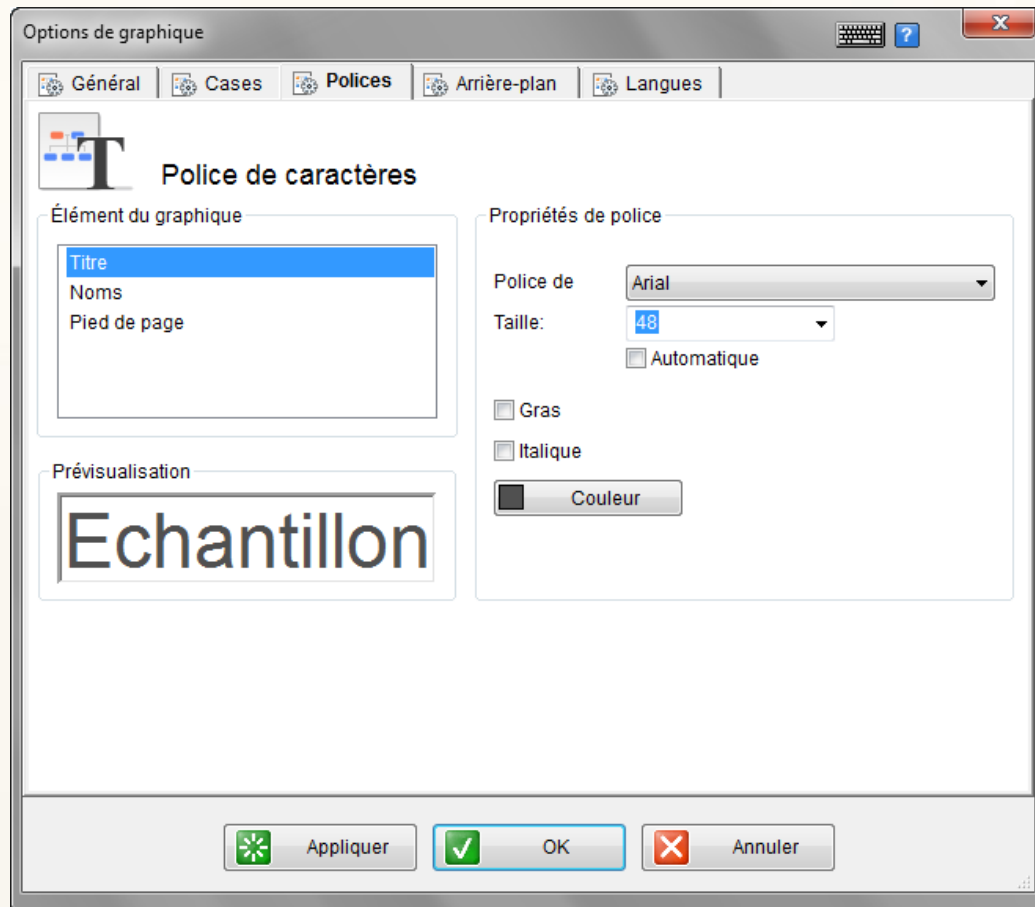 Options de graphique
?
Général Cases Polices Arrière-plan Langues
T
Police de caractères
Élément du graphique
Titre
Noms
Pied de page
Prévisualisation
Echantillon
Propriétés de police
Police de Arial
Taille: 48
Automatique
Gras
Italique
Couleur
Appliquer OK Annuler